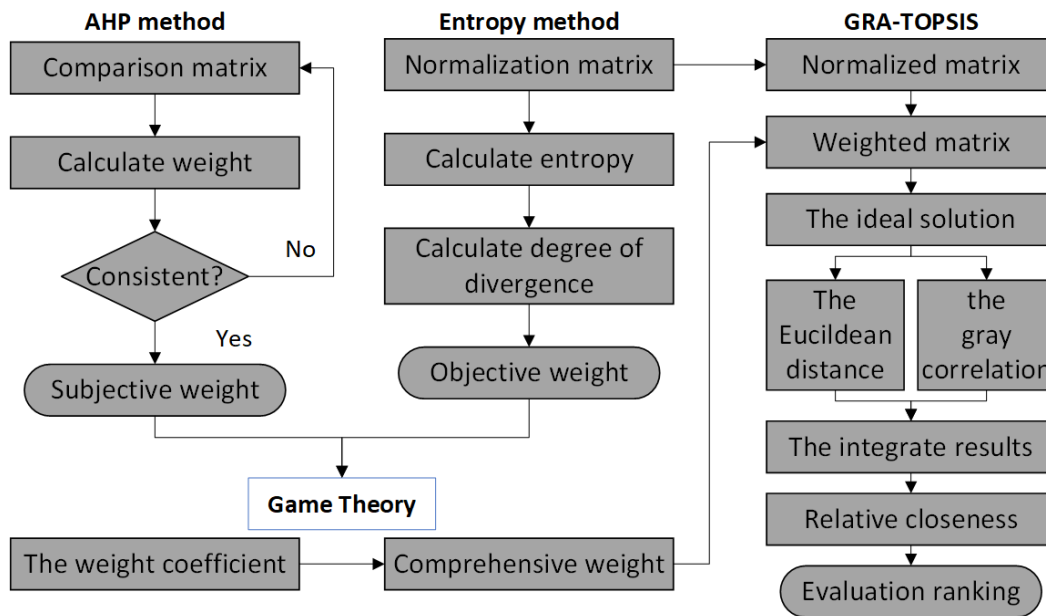 AHP method
Comparison matrix
Calculate weight
Consistent?
No
Yes
Subjective weight
Entropy method
Normalization matrix
Calculate entropy
Calculate degree of
divergence
Objective weight
Game Theory
The weight coefficient
Comprehensive weight
GRA-TOPSIS
Normalized matrix
Weighted matrix
The ideal solution
The
Eucildean
distance
the
gray
correlation
The integrate results
Relative closeness
Evaluation ranking